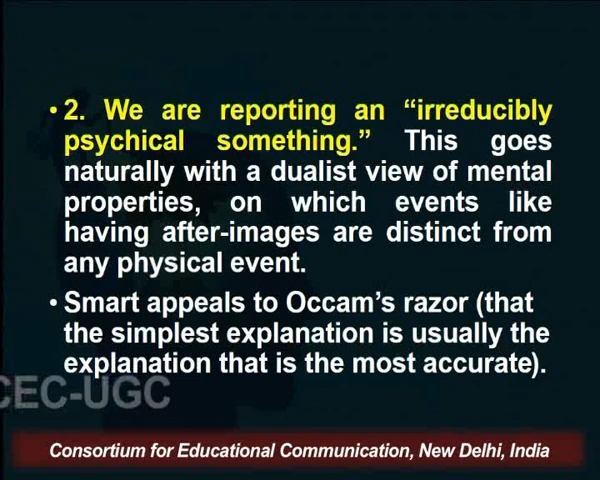 • 2. We are reporting an “irreducibly
psychical something.” This goes
naturally with a dualist view of mental
properties, on which events like
having after-images are distinct from
any physical event.
• Smart appeals to Occam’s razor (that
the simplest explanation is usually the
explanation that is the most accurate).
CEC-UGC
Consortium for Educational Communication, New Delhi, India